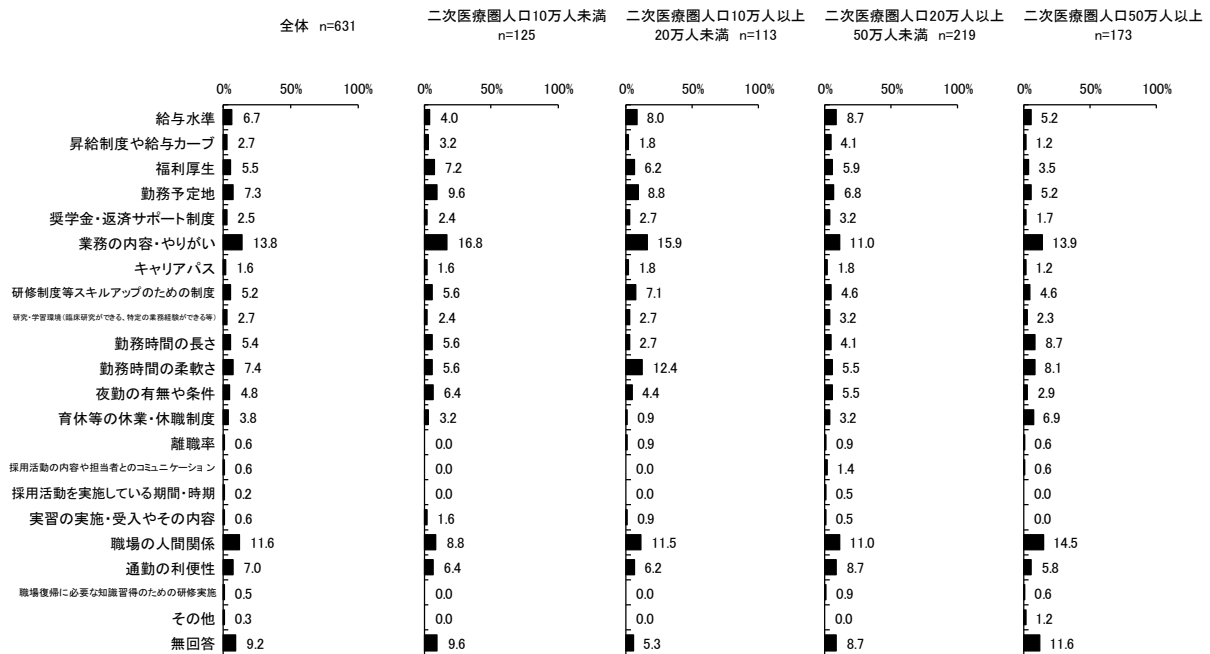 全体 n=631
二次医療圏人口10万人未満
n=125
二次医療圏人口10万人以上
20万人未満 n=113
二次医療圏人口20万人以上
50万人未満 n=219
二次医療圏人口50万人以上
n=173
0% 50% 100% 0% 50% 100% 0% 50% 100% 0% 50% 100% 0% 50% 100%
給与水準 6.7 4.0 8.0 8.7 5.2
昇給制度や給与カーブ 2.7 3.2 1.8 4.1 1.2
福利厚生 5.5 7.2 6.2 5.9 3.5
勤務予定地 7.3 9.6 8.8 6.8 5.2
奨学金・返済サポート制度 2.5 2.4 2.7 3.2 1.7
業務の内容・やりがい 13.8 16.8 15.9 11.0 13.9
キャリアパス 1.6 1.6 1.8 1.8 1.2
研修制度等スキルアップのための制度 5.2 5.6 7.1 4.6 4.6
研究・学習環境(臨床研究ができる、特定の業務経験ができる等) 2.7 2.4 2.7 3.2 2.3
勤務時間の長さ 5.4 5.6 2.7 4.1 8.7
勤務時間の柔軟さ 7.4 5.6 12.4 5.5 8.1
夜勤の有無や条件 4.8 6.4 4.4 5.5 2.9
育休等の休業・休職制度 3.8 3.2 0.9 3.2 6.9
離職率 0.6 0.0 0.9 0.9 0.6
採用活動の内容や担当者とのコミュニケーション 0.6 0.0 0.0 1.4 0.6
採用活動を実施している期間・時期 0.2 0.0 0.0 0.5 0.0
実習の実施・受入やその内容 0.6 1.6 0.9 0.5 0.0
職場の人間関係 11.6 8.8 11.5 11.0 14.5
通勤の利便性 7.0 6.4 6.2 8.7 5.8
職場復帰に必要な知識習得のための研修実施 0.5 0.0 0.0 0.9 0.6
その他 0.3 0.0 0.0 0.0 1.2
無回答 9.2 9.6 5.3 8.7 11.6